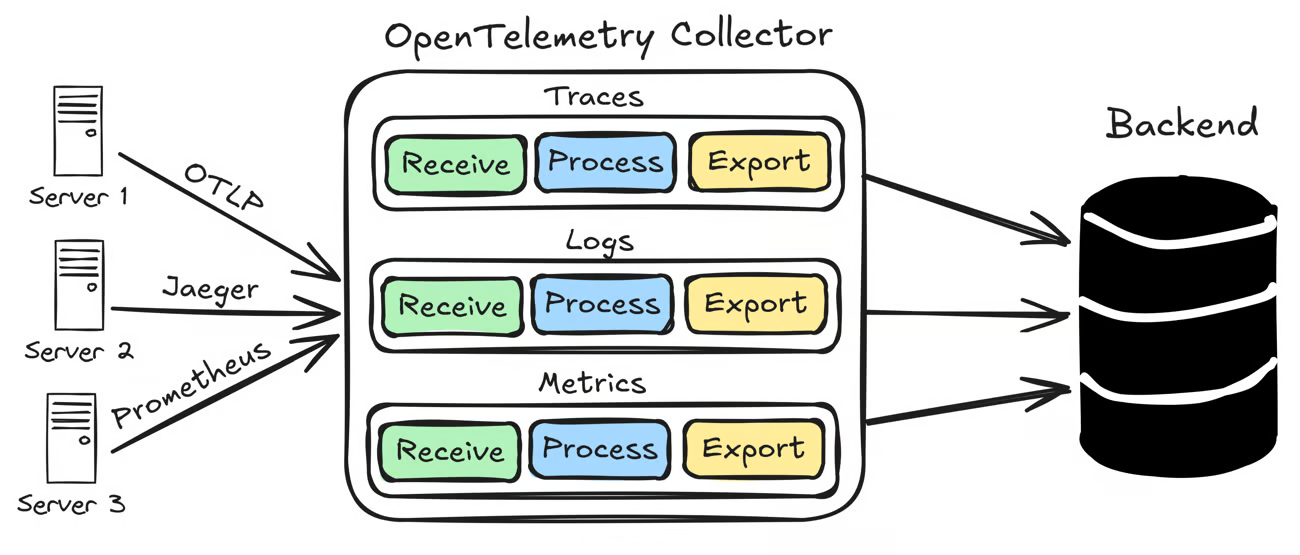 OpenTelemetry Collector
Server 1
Server 2
Server 3
OTLP
Jaeger
Prometheus
Traces
Receive Process Export
Logs
Receive Process Export
Metrics
Receive Process Export
Backend